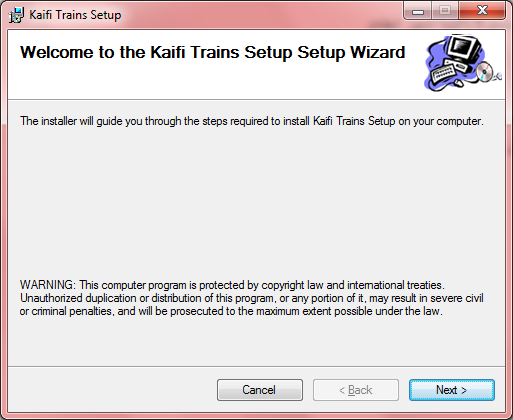 Kaifi Trains Setup
Welcome to the Kaifi Trains Setup Setup Wizard
The installer will guide you through the steps required to install Kaifi Trains Setup on your computer.
WARNING: This computer program is protected by copyright law and international treaties.
Unauthorized duplication or distribution of this program, or any portion of it, may result in severe civil
or criminal penalties, and will be prosecuted to the maximum extent possible under the law.
Cancel
< Back
Next >